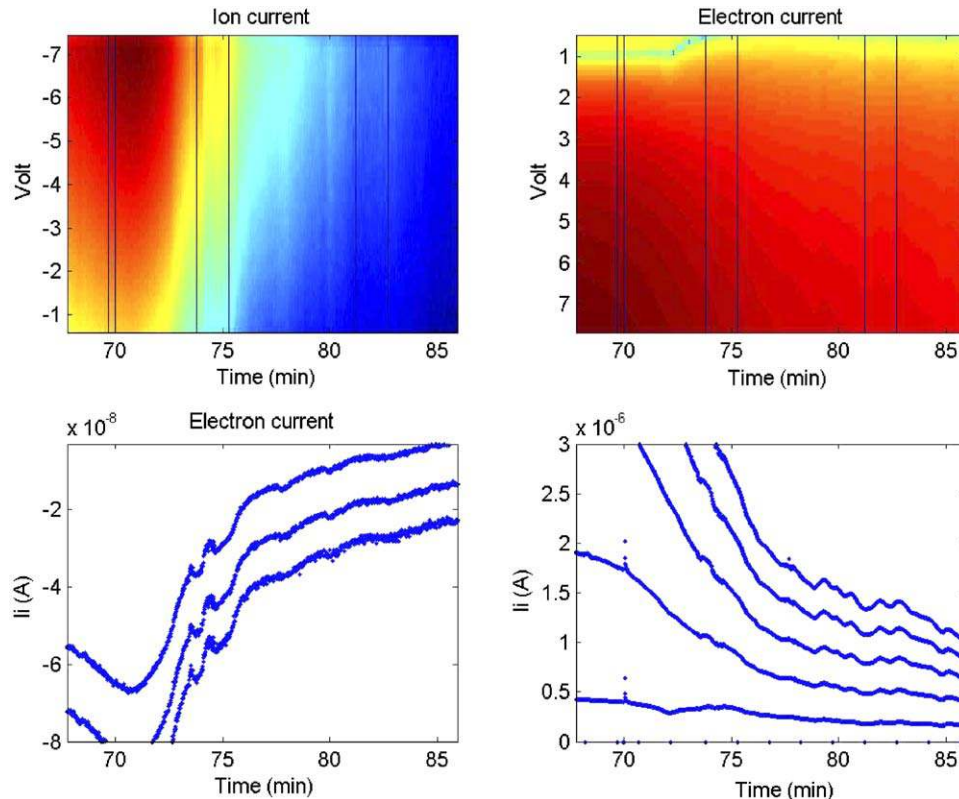 Ion current
-7
-6
-5
-4
-3
-2
-1
Volt
70 75 80 85
Time (min)
Electron current
1
2
3
4
5
6
7
Volt
70 75 80 85
Time (min)
x 10^-8
Electron current
-2
-4
-6
-8
Ii (A)
70 75 80 85
Time (min)
x 10^-6
3
2.5
2
1.5
1
0.5
0
Ii (A)
70 75 80 85
Time (min)